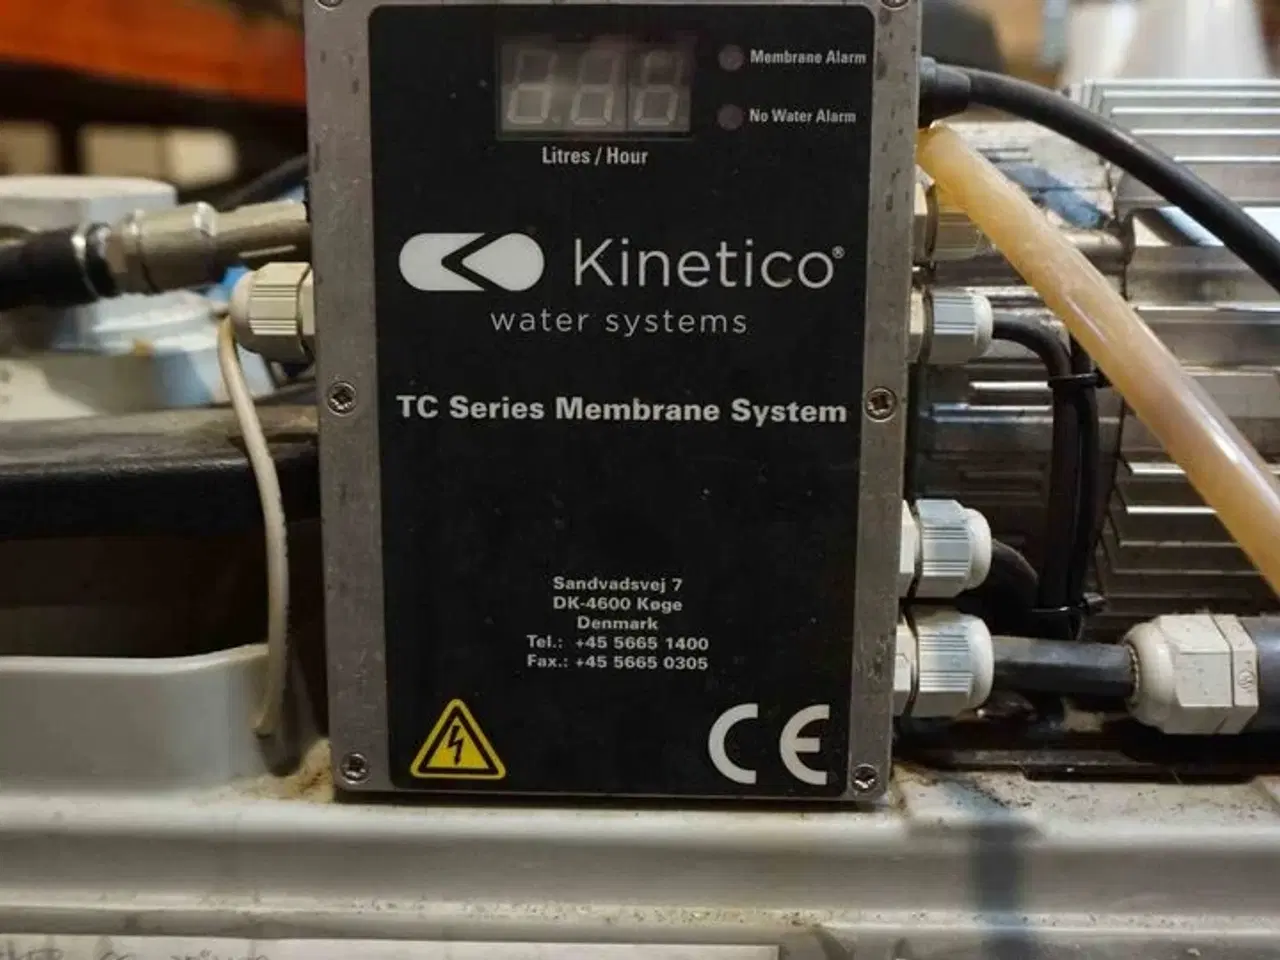 Membrane Alarm
No Water Alarm
Litres / Hour
Kinetico®
water systems
TC Series Membrane System
Sandvadsvej 7
DK-4600 Køge
Denmark
Tel.: +45 5665 1400
Fax.: +45 5665 0305
CE